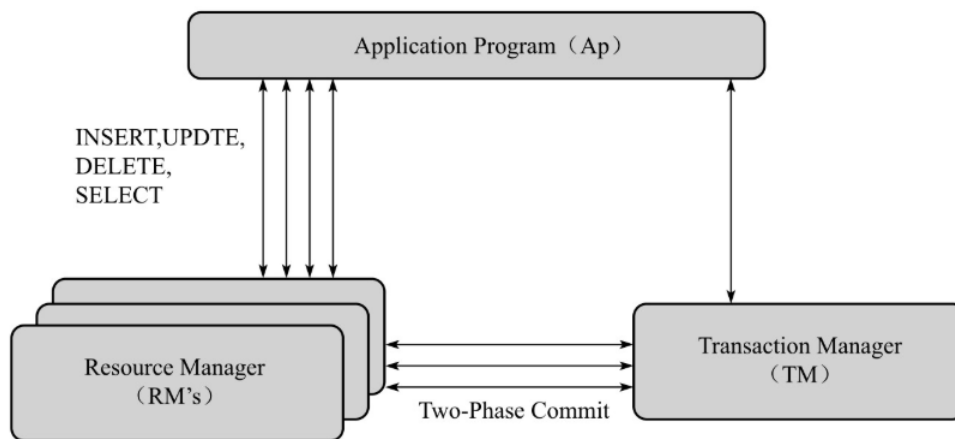 Application Program（Ap）
INSERT,UPDTE,
DELETE,
SELECT
Resource Manager
（RM’s）
Transaction Manager
（TM）
Two-Phase Commit